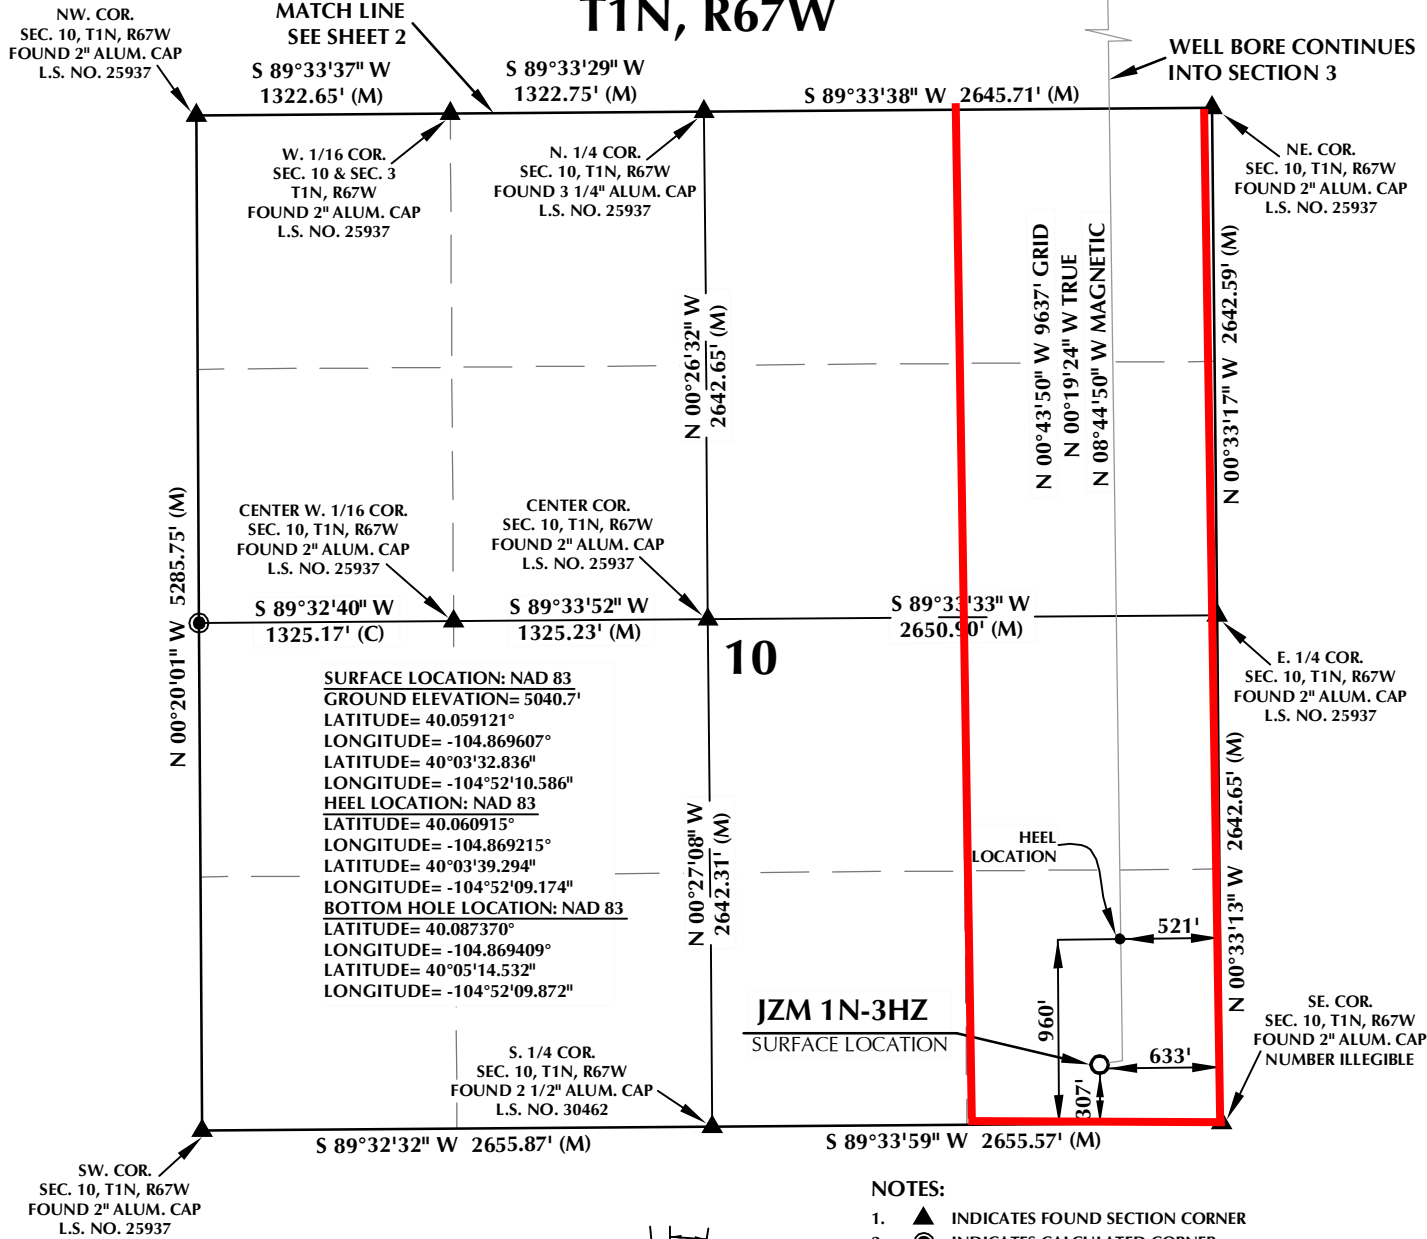 T1N, R67W
NW. COR.
SEC. 10, T1N, R67W
FOUND 2" ALUM. CAP
L.S. NO. 25937
MATCH LINE
SEE SHEET 2
WELL BORE CONTINUES
INTO SECTION 3
S 89°33'37" W
1322.65' (M)
S 89°33'29" W
1322.75' (M)
S 89°33'38" W 2645.71' (M)
W. 1/16 COR.
SEC. 10 & SEC. 3
T1N, R67W
FOUND 2" ALUM. CAP
L.S. NO. 25937
N. 1/4 COR.
SEC. 10, T1N, R67W
FOUND 3 1/4" ALUM. CAP
L.S. NO. 25937
NE. COR.
SEC. 10, T1N, R67W
FOUND 2" ALUM. CAP
L.S. NO. 25937
N 00°26'32" W
2642.65' (M)
N 00°43'50" W 9637' GRID
N 00°19'24" W TRUE
N 08°44'50" W MAGNETIC
N 00°33'17" W 2642.59' (M)
N 00°20'01" W 5285.75' (M)
CENTER W. 1/16 COR.
SEC. 10, T1N, R67W
FOUND 2" ALUM. CAP
L.S. NO. 25937
CENTER COR.
SEC. 10, T1N, R67W
FOUND 2" ALUM. CAP
L.S. NO. 25937
S 89°32'40" W
1325.17' (C)
S 89°33'52" W
1325.23' (M)
S 89°33'33" W
2650.90' (M)
10
E. 1/4 COR.
SEC. 10, T1N, R67W
FOUND 2" ALUM. CAP
L.S. NO. 25937
SURFACE LOCATION: NAD 83
GROUND ELEVATION= 5040.7'
LATITUDE= 40.059121°
LONGITUDE= -104.869607°
LATITUDE= 40°03'32.836"
LONGITUDE= -104°52'10.586"
HEEL LOCATION: NAD 83
LATITUDE= 40.060915°
LONGITUDE= -104.869215°
LATITUDE= 40°03'39.294"
LONGITUDE= -104°52'09.174"
BOTTOM HOLE LOCATION: NAD 83
LATITUDE= 40.087370°
LONGITUDE= -104.869409°
LATITUDE= 40°05'14.532"
LONGITUDE= -104°52'09.872"
N 00°27'08" W
2642.31' (M)
HEEL
LOCATION
N 00°33'13" W 2642.65' (M)
521'
960'
JZM 1N-3HZ
SURFACE LOCATION
633'
307'
SE. COR.
SEC. 10, T1N, R67W
FOUND 2" ALUM. CAP
NUMBER ILLEGIBLE
S. 1/4 COR.
SEC. 10, T1N, R67W
FOUND 2 1/2" ALUM. CAP
L.S. NO. 30462
S 89°32'32" W 2655.87' (M)
S 89°33'59" W 2655.57' (M)
SW. COR.
SEC. 10, T1N, R67W
FOUND 2" ALUM. CAP
L.S. NO. 25937
NOTES:
1. INDICATES FOUND SECTION CORNER
2. INDICATES CALCULATED CORNER